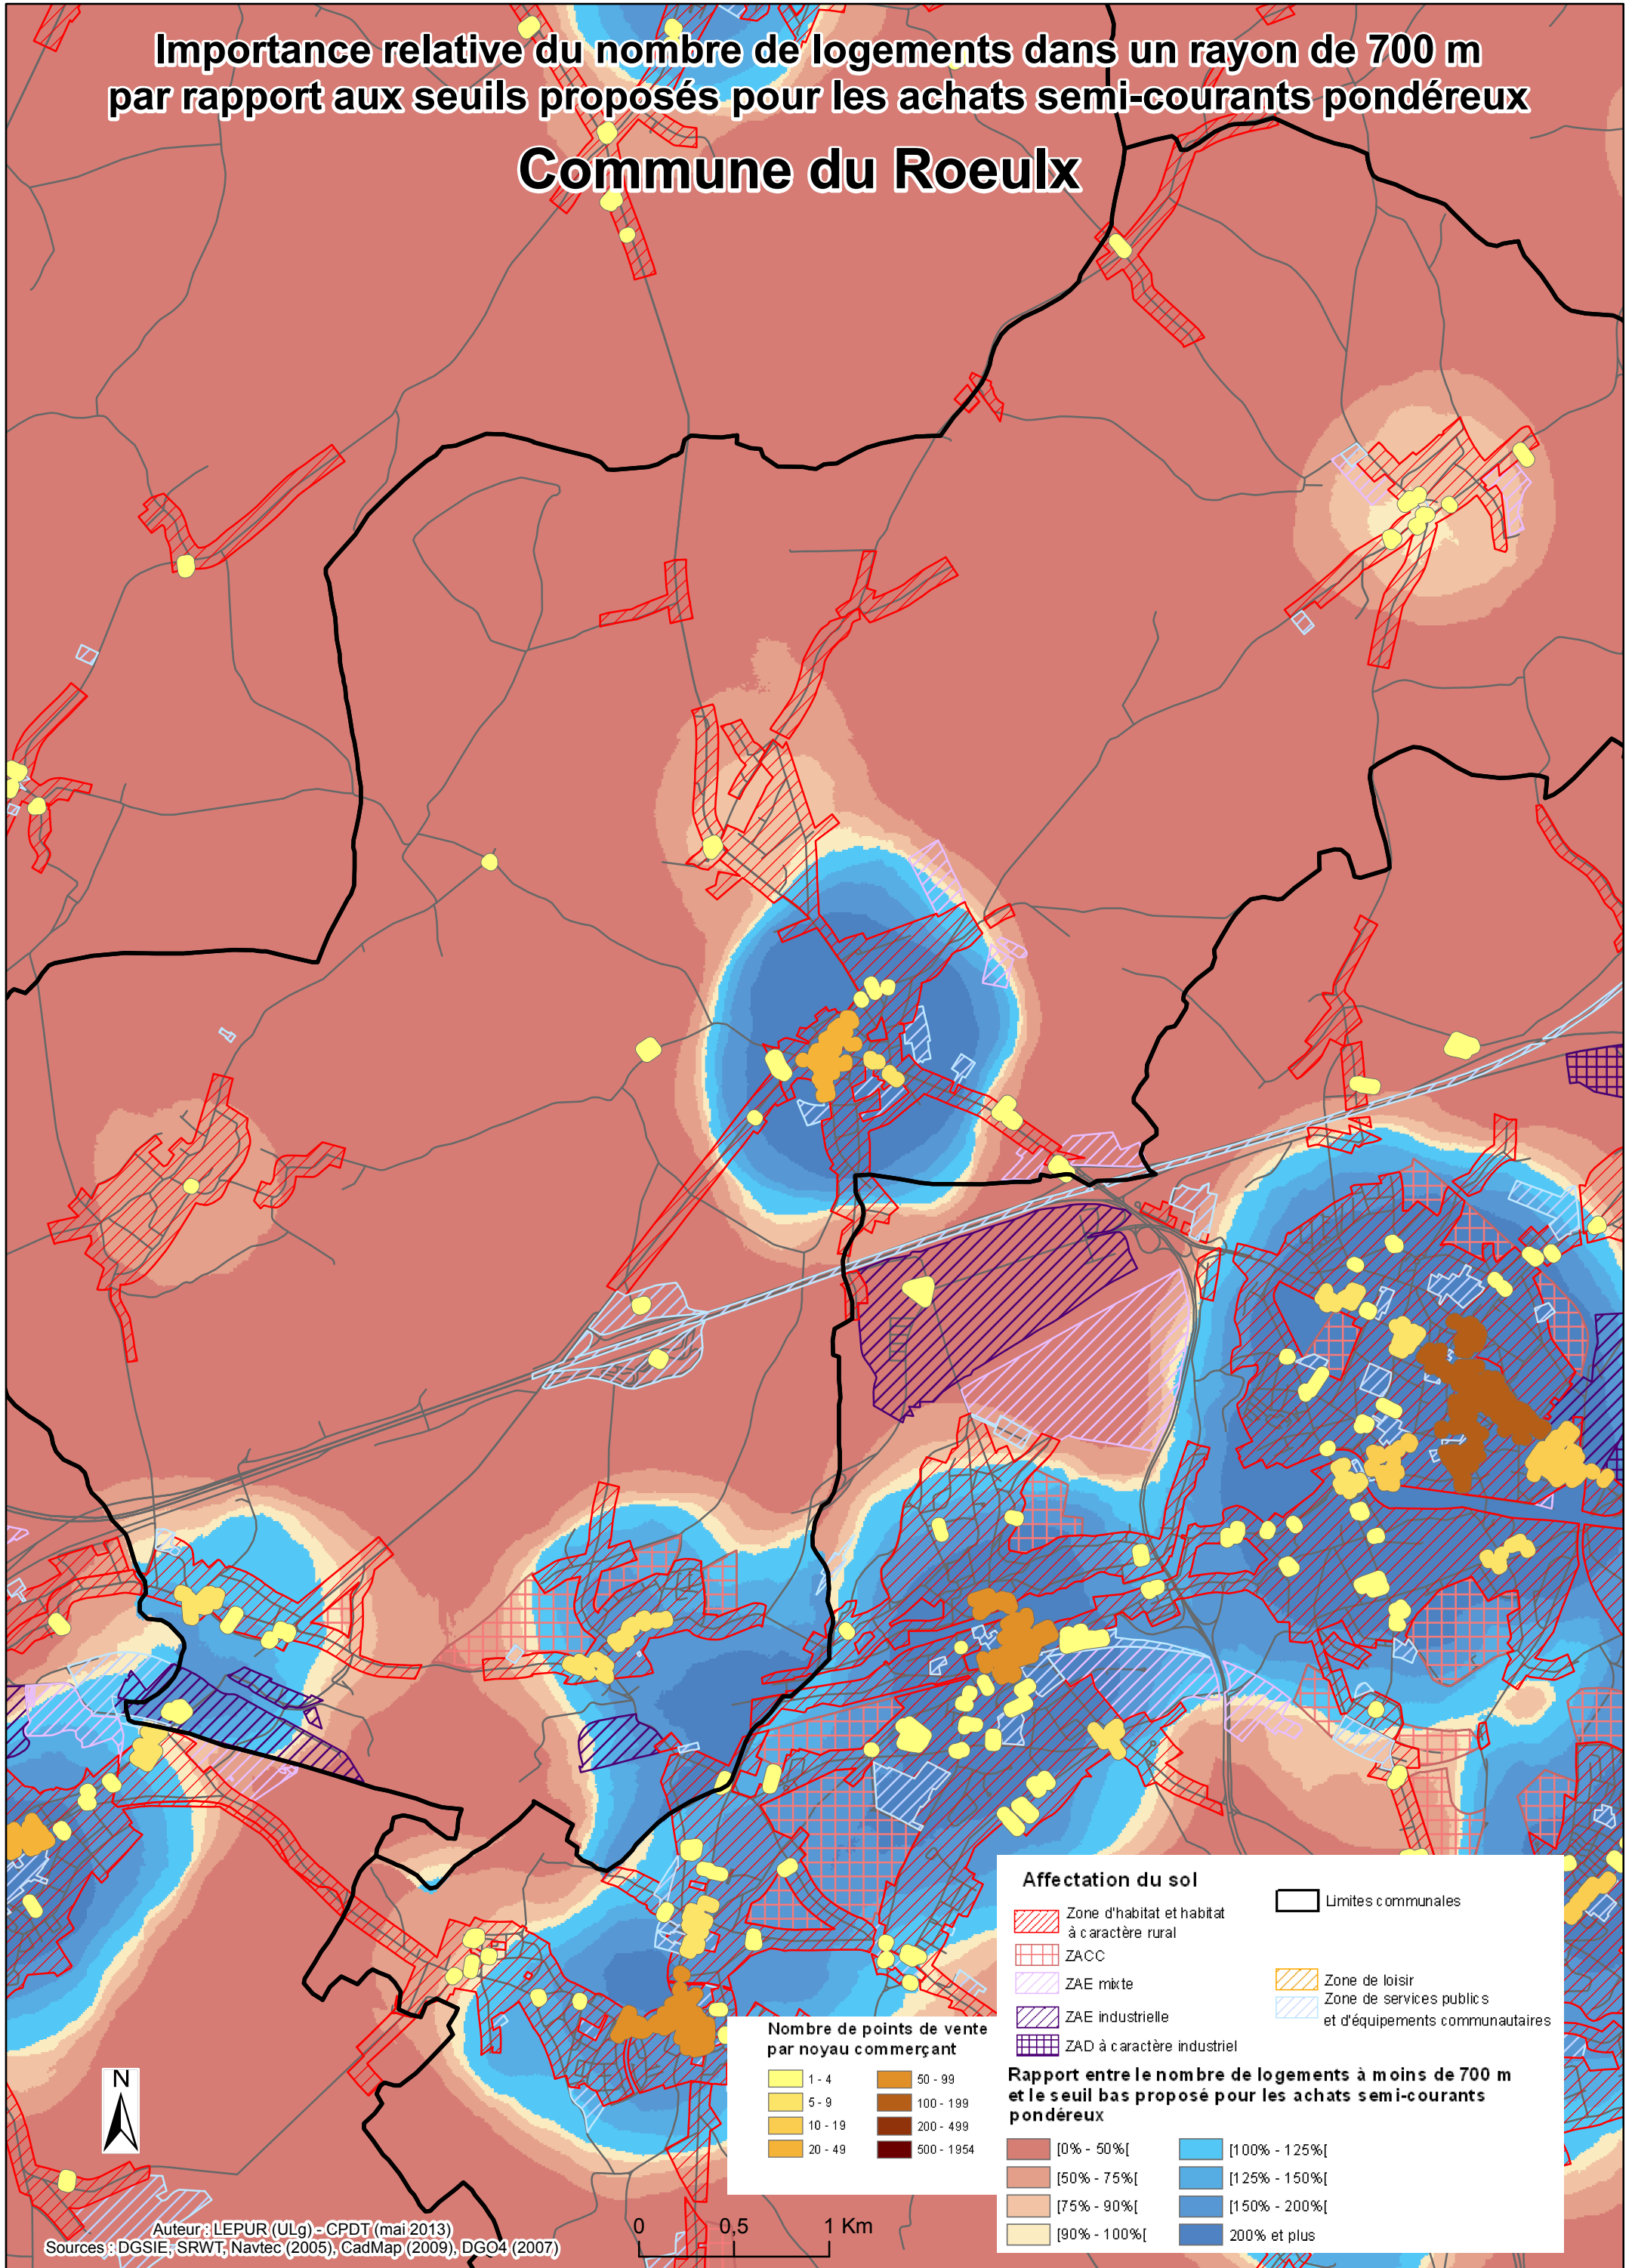 Importance relative du nombre de logements dans un rayon de 700 m
par rapport aux seuils proposés pour les achats semi-courants pondéreux
Commune du Roeulx
Affectation du sol
Zone d'habitat et habitat
à caractère rural
ZACC
ZAE mixte
ZAE industrielle
ZAD à caractère industriel
Limites communales
Zone de loisir
Zone de services publics
et d'équipements communautaires
Nombre de points de vente
par noyau commerçant
1 - 4
5 - 9
10 - 19
20 - 49
50 - 99
100 - 199
200 - 499
500 - 1954
Rapport entre le nombre de logements à moins de 700 m
et le seuil bas proposé pour les achats semi-courants
pondéreux
[0% - 50%[
[50% - 75%[
[75% - 90%[
[90% - 100%[
[100% - 125%[
[125% - 150%[
[150% - 200%[
200% et plus
N
Auteur : LEPUR (ULg) - CPDT (mai 2013)
Sources : DGSIE, SRWT, Navtec (2005), CadMap (2009), DGO4 (2007)
0 0,5 1 Km